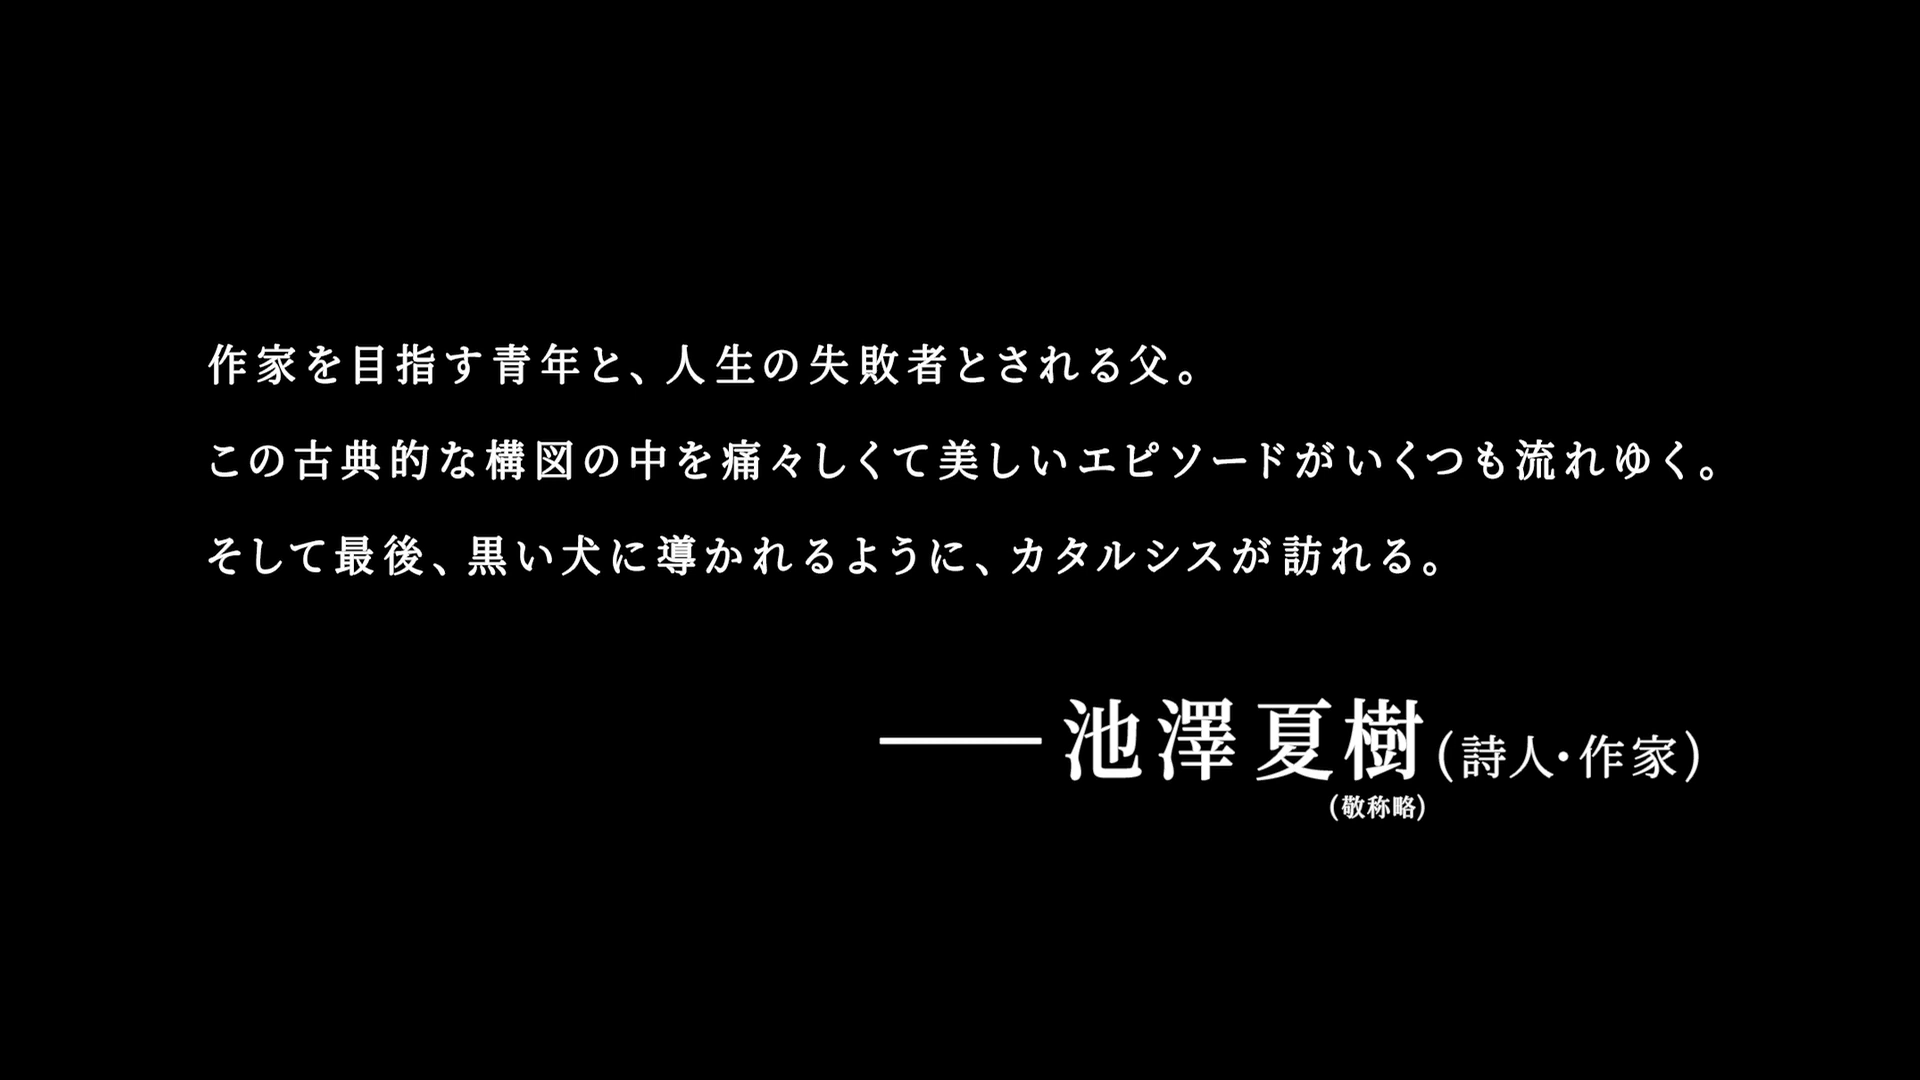 作家を目指す青年と、人生の失敗者とされる父。
この古典的な構図の中を痛々しくて美しいエピソードがいくつも流れゆく。
そして最後、黒い犬に導かれるように、カタルシスが訪れる。
── 池澤夏樹(詩人・作家)
(敬称略)